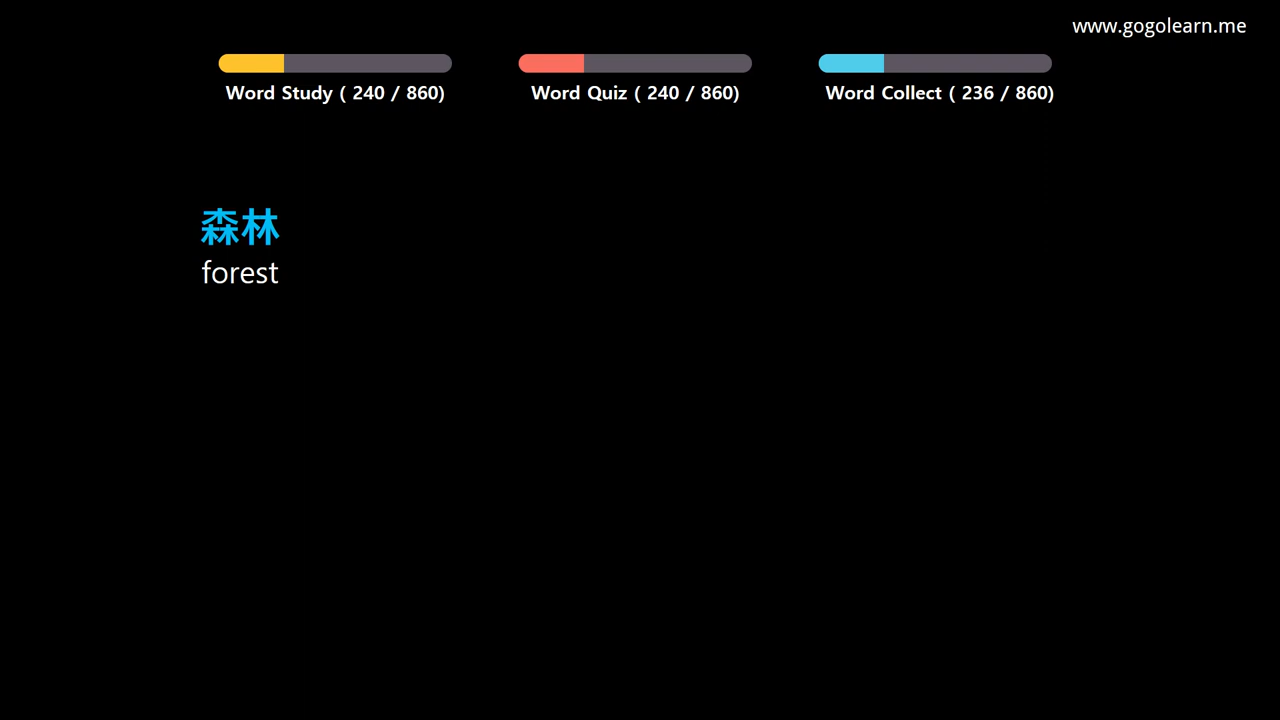 www.gogolearn.me
Word Study ( 240 / 860)
Word Quiz ( 240 / 860)
Word Collect ( 236 / 860)
森林
forest